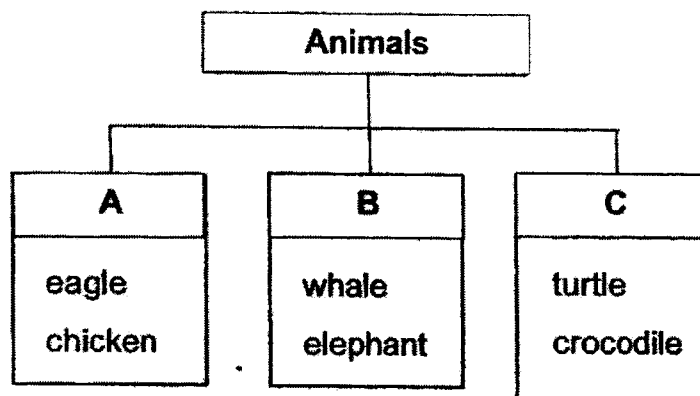 Animals
A
B
C
eagle
chicken
whale
elephant
turtle
crocodile